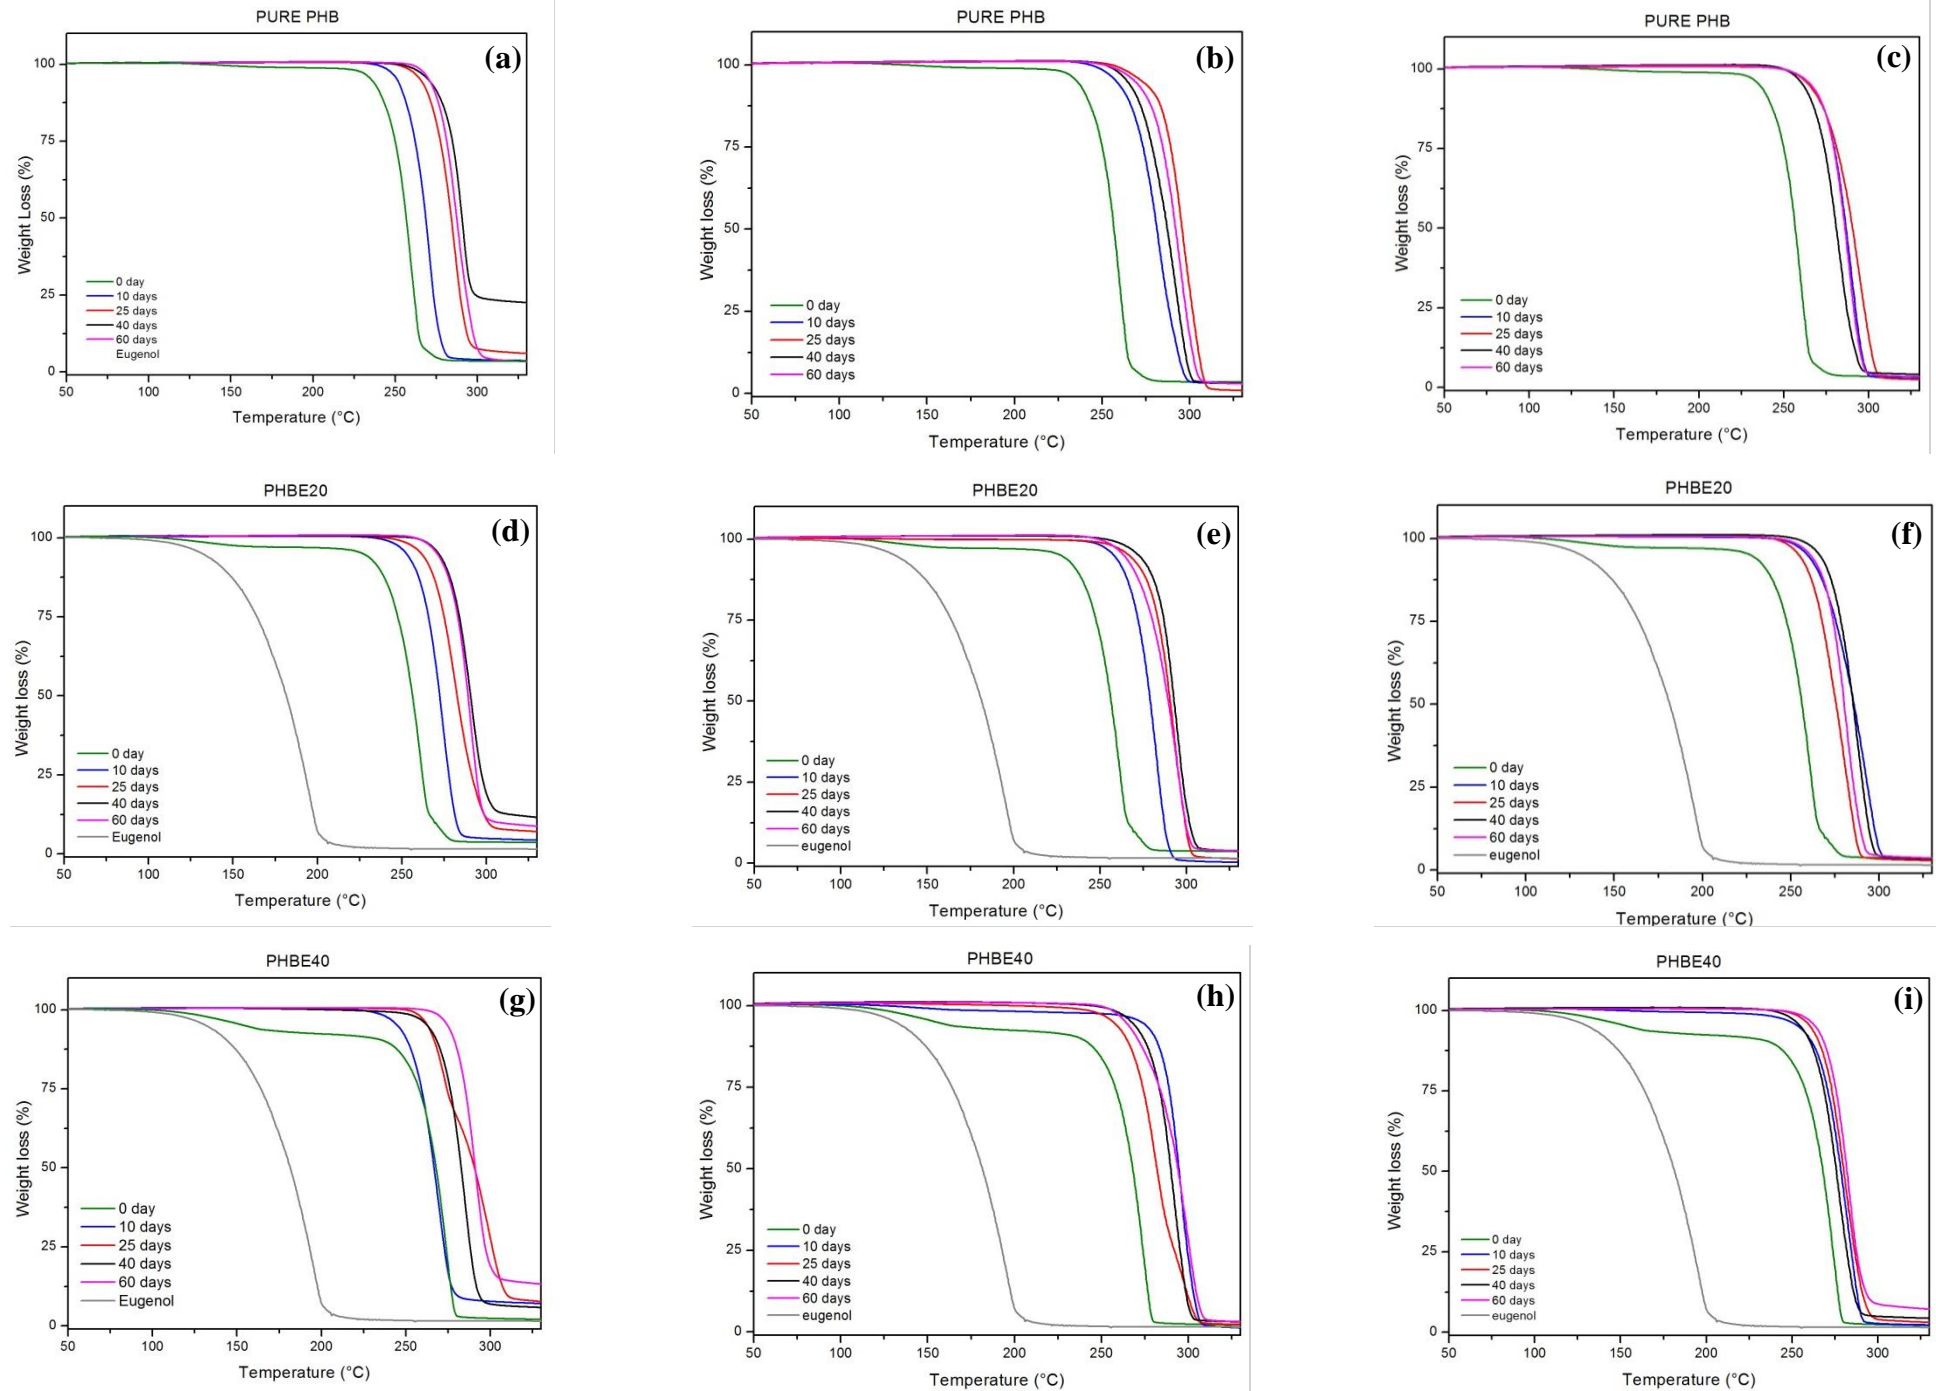 PURE PHB
(a)
100
75
50
25
0
Weight Loss (%)
0 day
10 days
25 days
40 days
60 days
Eugenol
50 100 150 200 250 300
Temperature (°C)
PURE PHB
(b)
100
75
50
25
0
Weight loss (%)
0 day
10 days
25 days
40 days
60 days
50 100 150 200 250 300
Temperature (°C)
PURE PHB
(c)
100
75
50
25
0
Weight loss (%)
0 day
10 days
25 days
40 days
60 days
50 100 150 200 250 300
Temperature (°C)
PHBE20
(d)
100
75
50
25
0
Weight loss (%)
0 day
10 days
25 days
40 days
60 days
Eugenol
50 100 150 200 250 300
Temperature (°C)
PHBE20
(e)
100
75
50
25
0
Weight loss (%)
0 day
10 days
25 days
40 days
60 days
eugenol
50 100 150 200 250 300
Temperature (°C)
PHBE20
(f)
100
75
50
25
0
Weight loss (%)
0 day
10 days
25 days
40 days
60 days
eugenol
50 100 150 200 250 300
Temperature (°C)
PHBE40
(g)
100
75
50
25
0
Weight loss (%)
0 day
10 days
25 days
40 days
60 days
Eugenol
50 100 150 200 250 300
Temperature (°C)
PHBE40
(h)
100
75
50
25
0
Weight loss (%)
0 day
10 days
25 days
40 days
60 days
eugenol
50 100 150 200 250 300
Temperature (°C)
PHBE40
(i)
100
75
50
25
0
Weight loss (%)
0 day
10 days
25 days
40 days
60 days
eugenol
50 100 150 200 250 300
Temperature (°C)